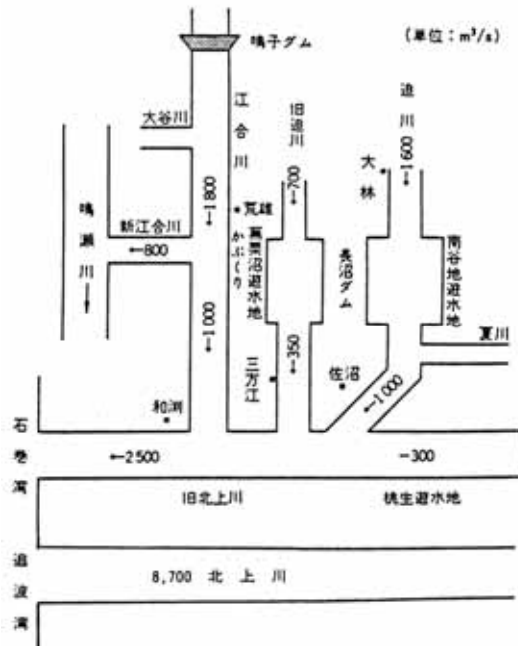 (単位:m³/s)
鳴子ダム
大谷川
江合川
旧迫川
迫川
←1600
大林
←700
←1800
荒雄
鳴瀬川
新江合川
←800
かぶくり
蕪栗沼遊水地
長沼ダム
南谷地遊水地
夏川
←1000
←350
三方江
佐沼
←1000
和渕
石巻湾
←2500
−300
旧北上川
桃生遊水地
追波湾
8,700 北上川